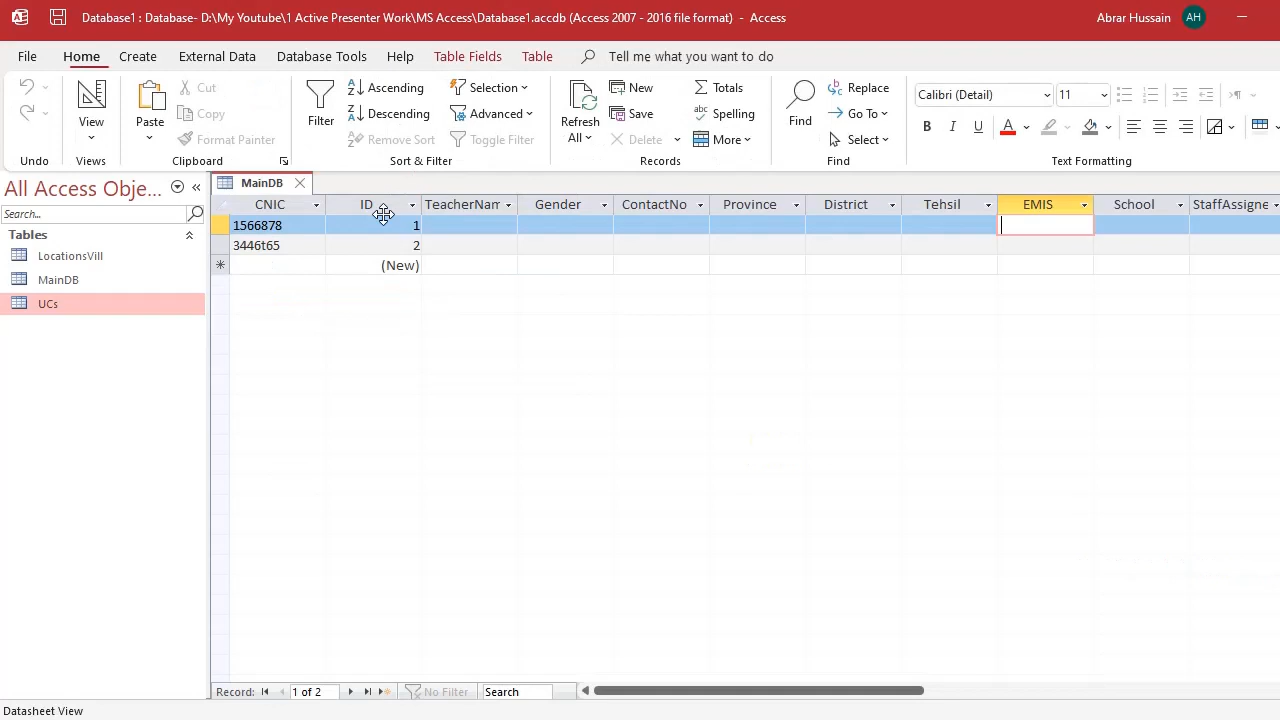 Database1 : Database- D:\My Youtube\1 Active Presenter Work\MS Access\Database1.accdb (Access 2007 - 2016 file format) - Access
Abrar Hussain AH
File Home Create External Data Database Tools Help Table Fields Table Tell me what you want to do
Cut Ascending Selection New Totals Replace Calibri (Detail) 11
View Paste Copy Filter Descending Advanced Refresh All Save Spelling Find Go To
Format Painter Remove Sort Toggle Filter Delete More Select B I U A
Undo Views Clipboard Sort & Filter Records Find Text Formatting
All Access Obje... MainDB
Search...
CNIC ID TeacherNam Gender ContactNo Province District Tehsil EMIS School StaffAssigne
Tables 1566878 1
LocationsVill 3446t65 2
MainDB (New)
UCs
Record: 1 of 2 No Filter Search
Datasheet View